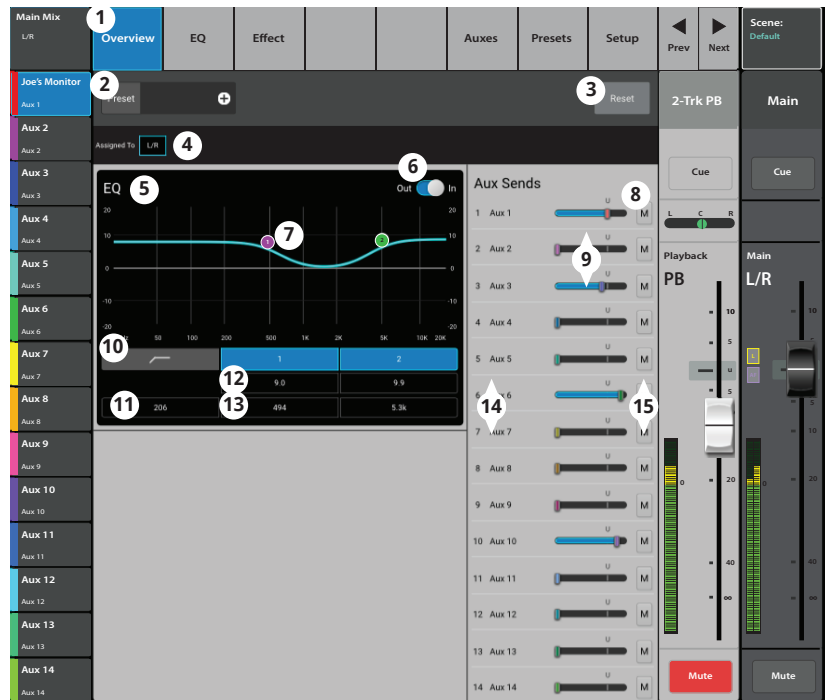 Main Mix
L/R
1
Overview
EQ
Effect
Auxes
Presets
Setup
Prev
Next
Scene:
Default
Joe's Monitor
Aux 1
Aux 2
Aux 2
Aux 3
Aux 3
Aux 4
Aux 4
Aux 5
Aux 5
Aux 6
Aux 6
Aux 7
Aux 7
Aux 8
Aux 8
Aux 9
Aux 9
Aux 10
Aux 10
Aux 11
Aux 11
Aux 12
Aux 12
Aux 13
Aux 13
Aux 14
Aux 14
2
Preset
3
Reset
Assigned To
L/R
4
EQ
5
6
Out
In
20
20
10
10
0
0
-10
-10
-20
-20
1
7
2
50
100
200
500
1K
2K
5K
10K
20K
10
1
2
12
9.0
9.9
11
206
13
494
5.3k
Aux Sends
8
1 Aux 1
U
M
2 Aux 2
U
M
9
3 Aux 3
M
4 Aux 4
U
M
5 Aux 5
U
M
6
U
14
15
7 Aux 7
U
M
8 Aux 8
U
M
9 Aux 9
U
M
10 Aux 10
U
M
11 Aux 11
U
M
12 Aux 12
U
M
13 Aux 13
U
M
14 Aux 14
U
M
2-Trk PB
Cue
L
C
R
Playback
PB
10
5
U
5
0
20
40
∞
Mute
Main
Cue
Main
L/R
10
L
5
10
0
20
40
∞
Mute